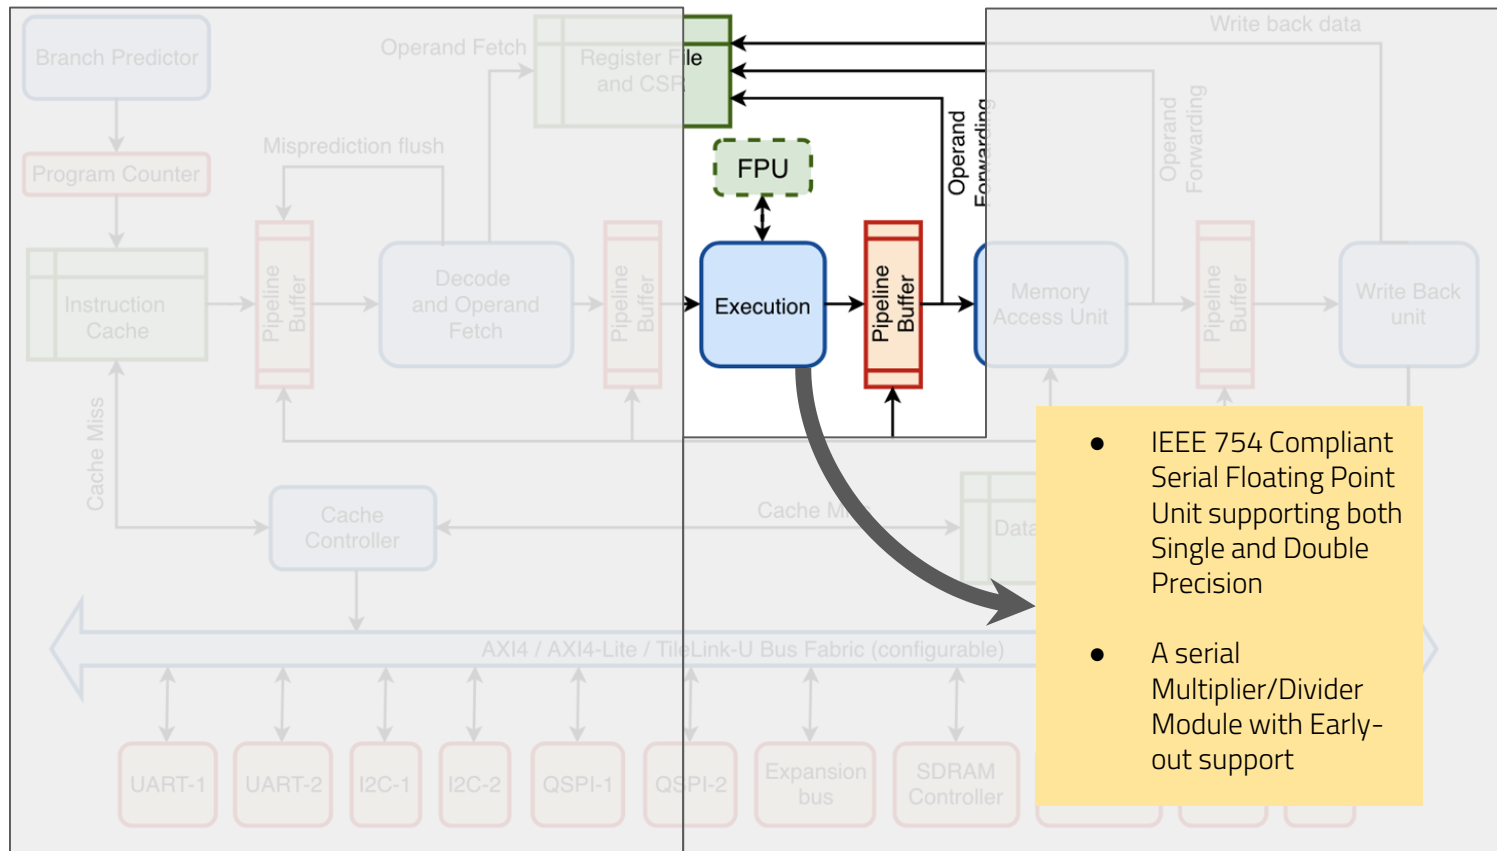 Branch Predictor
Operand Fetch
Register File
and CSR
Write back data
Misprediction flush
Program Counter
FPU
Operand
Forwarding
Operand
Forwarding
Instruction
Cache
Pipeline
Buffer
Decode
and Operand
Fetch
Pipeline
Buffer
Execution
Pipeline
Buffer
Memory
Access Unit
Pipeline
Buffer
Write Back
unit
Cache Miss
Cache
Controller
Cache
Data
● IEEE 754 Compliant
Serial Floating Point
Unit supporting both
Single and Double
Precision
● A serial
Multiplier/Divider
Module with Early-
out support
AXI4 / AXI4-Lite / TileLink-U Bus Fabric (configurable)
UART-1
UART-2
I2C-1
I2C-2
QSPI-1
QSPI-2
Expansion
bus
SDRAM
Controller